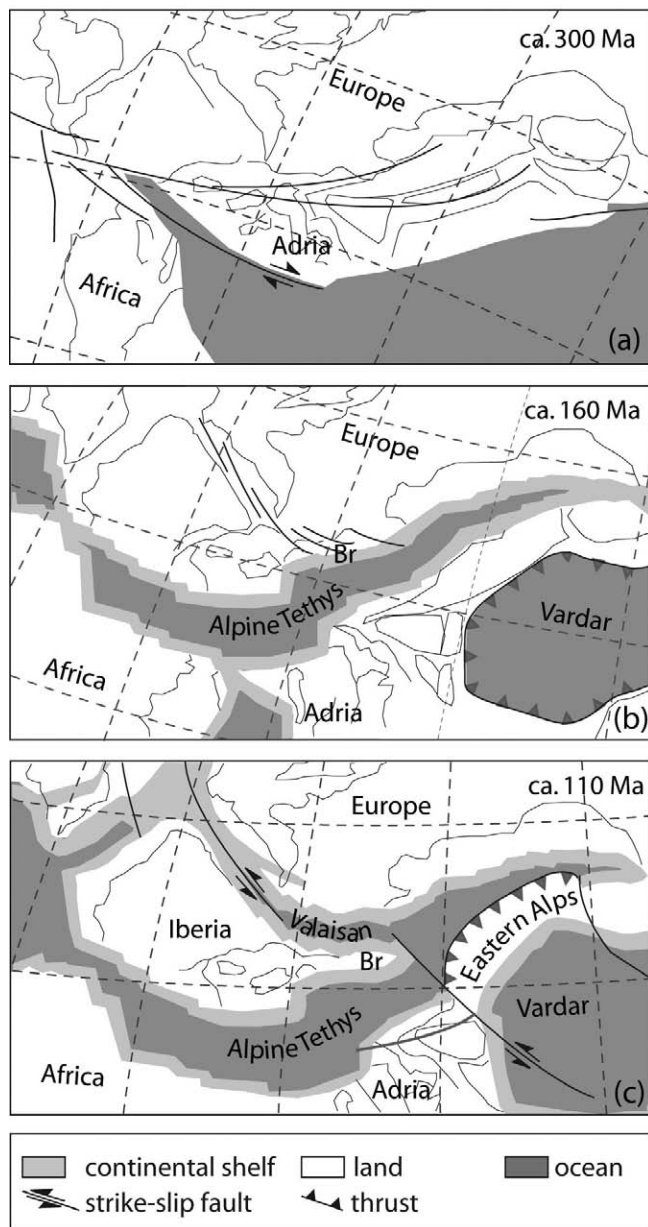 ca. 300 Ma
Europe
Adria
Africa
(a)
ca. 160 Ma
Europe
Br
Alpine Tethys
Vardar
Africa
Adria
(b)
ca. 110 Ma
Europe
Iberia
Valaisan
Eastern Alps
Br
Vardar
Alpine Tethys
Africa
Adria
(c)
continental shelf land ocean
strike-slip fault thrust